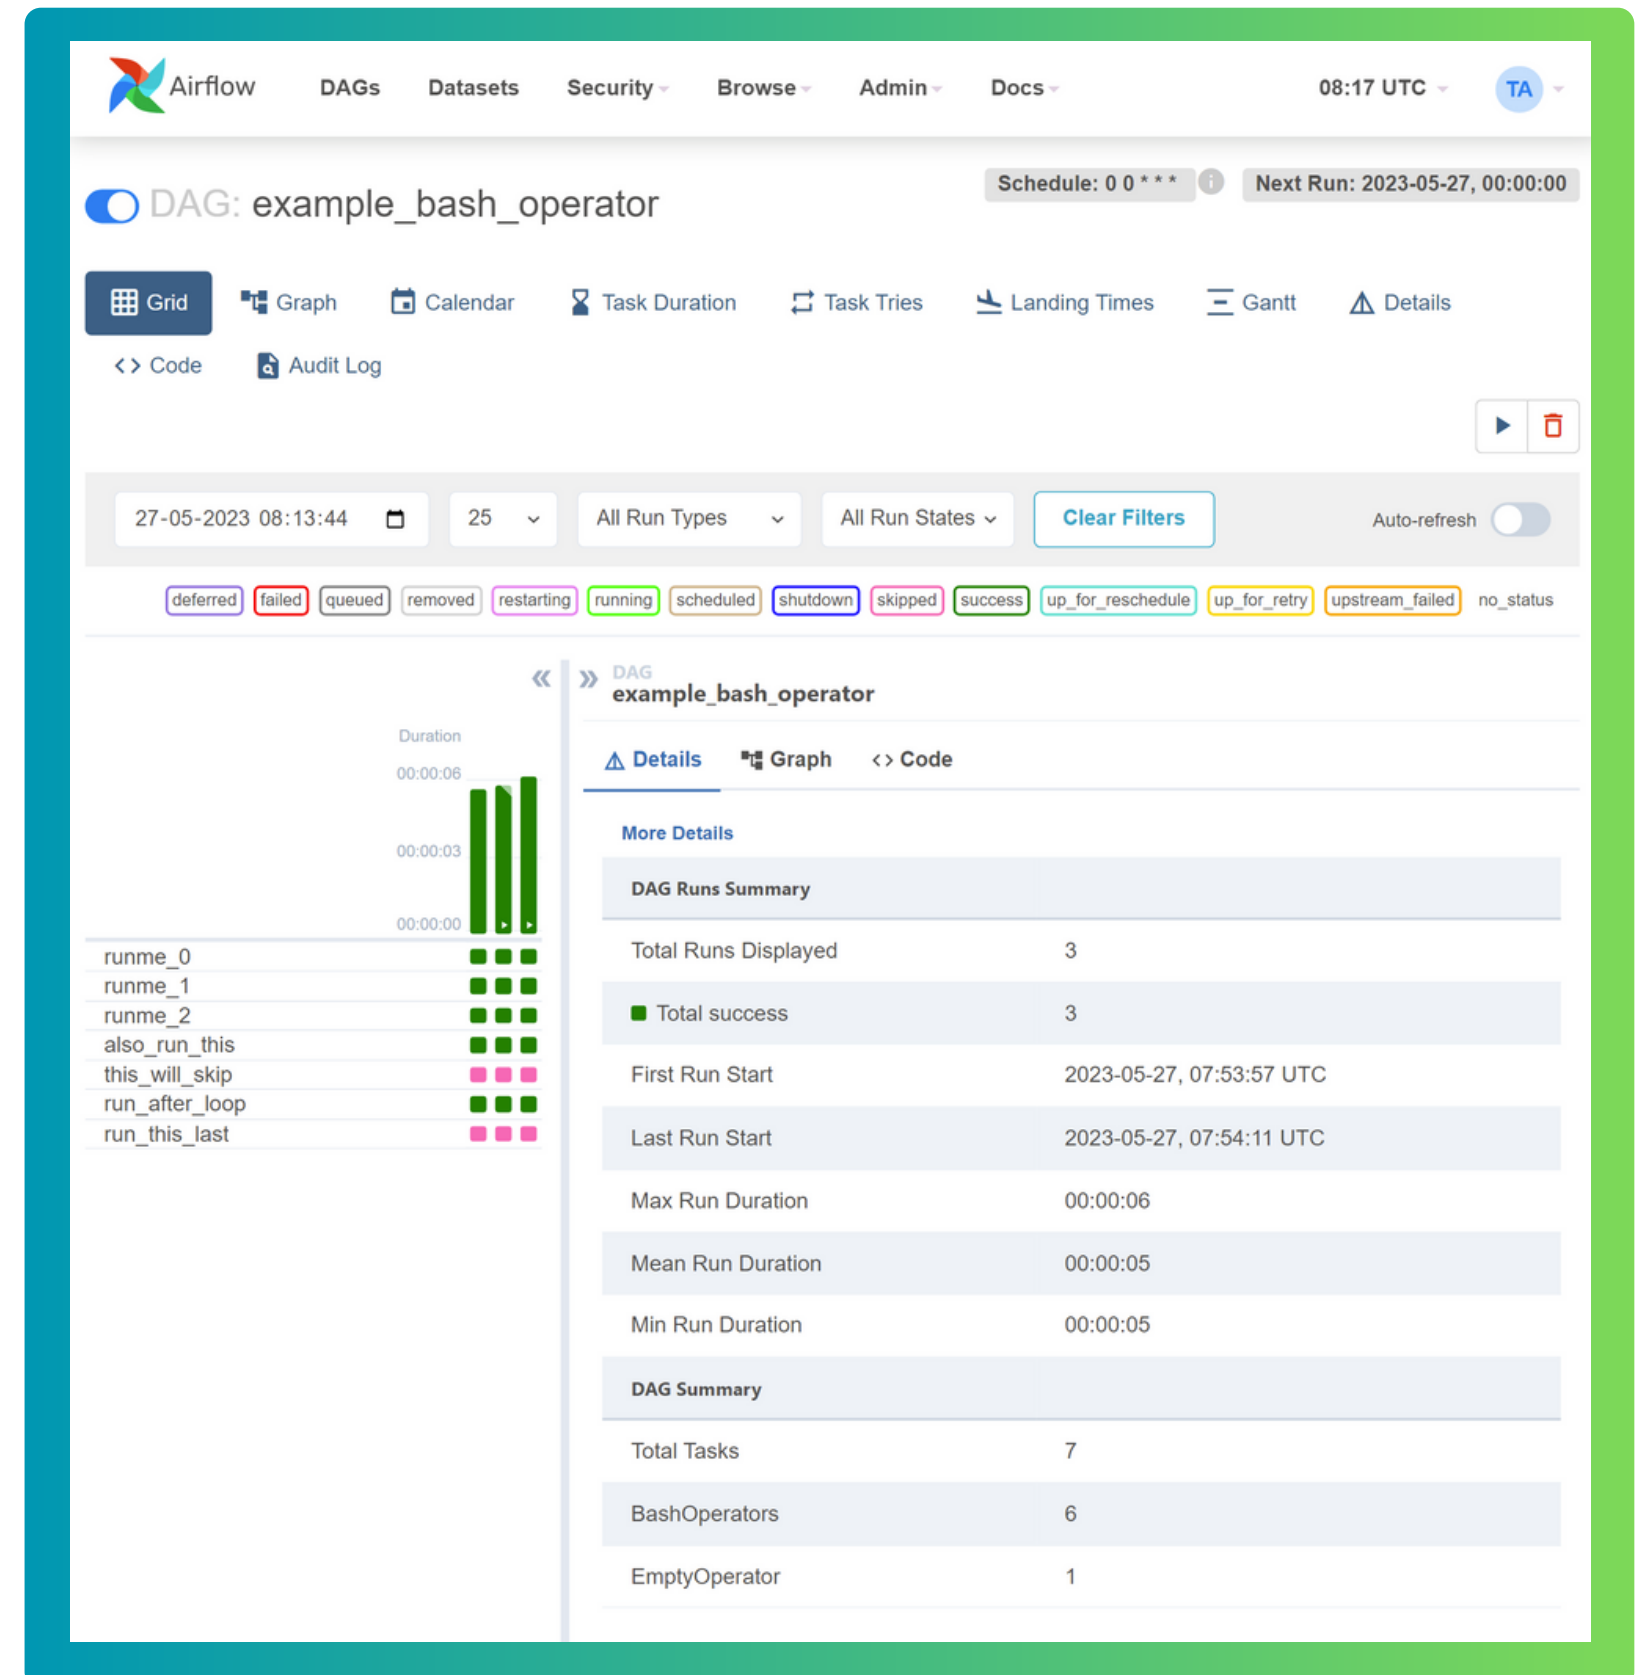 Airflow DAGs Datasets Security Browse Admin Docs 08:17 UTC TA
DAG: example_bash_operator
Schedule: 0 0 * * * i Next Run: 2023-05-27, 00:00:00
Grid Graph Calendar Task Duration Task Tries Landing Times Gantt Details
<> Code Audit Log
27-05-2023 08:13:44 25 All Run Types All Run States Clear Filters Auto-refresh
deferred failed queued removed restarting running scheduled shutdown skipped success up_for_reschedule up_for_retry upstream_failed no_status
Duration
00:00:06
00:00:03
00:00:00
runme_0
runme_1
runme_2
also_run_this
this_will_skip
run_after_loop
run_this_last
DAG
example_bash_operator
Details Graph <> Code
More Details
DAG Runs Summary
Total Runs Displayed 3
Total success 3
First Run Start 2023-05-27, 07:53:57 UTC
Last Run Start 2023-05-27, 07:54:11 UTC
Max Run Duration 00:00:06
Mean Run Duration 00:00:05
Min Run Duration 00:00:05
DAG Summary
Total Tasks 7
BashOperators 6
EmptyOperator 1